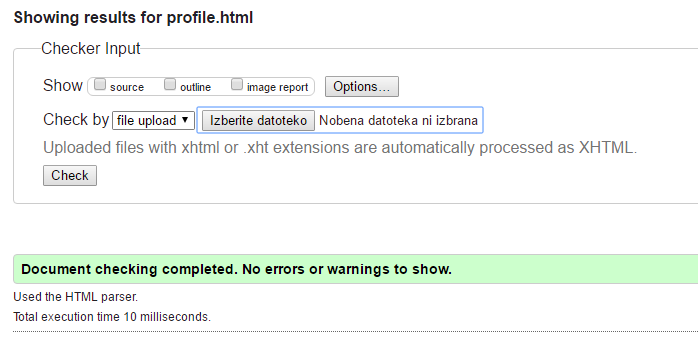 Showing results for profile.html
Checker Input
Show source outline image report Options...
Check by file upload Izberite datoteko Nobena datoteka ni izbrana
Uploaded files with xhtml or .xht extensions are automatically processed as XHTML.
Check
Document checking completed. No errors or warnings to show.
Used the HTML parser.
Total execution time 10 milliseconds.